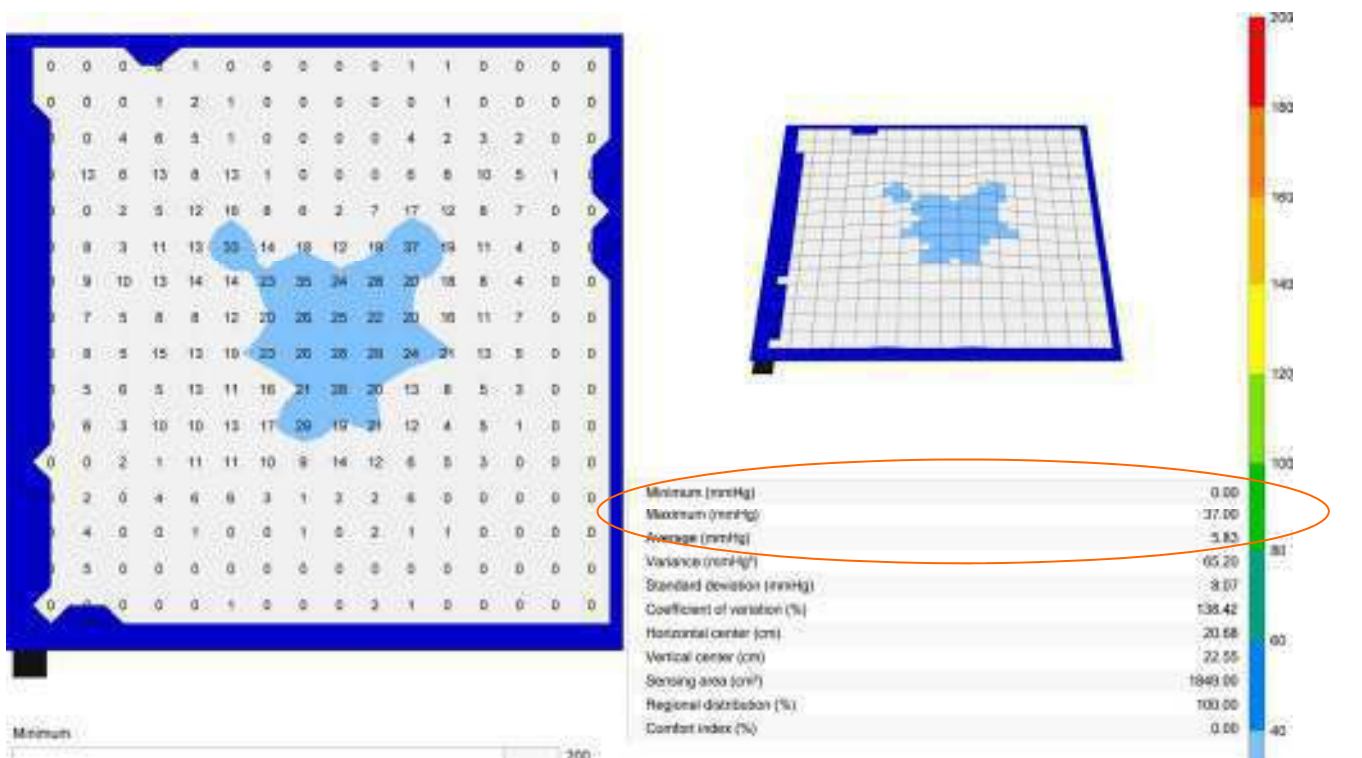 0 0 0 1 0 0 0 0 0 1 1 0 0 0 0
0 0 0 1 2 1 0 0 0 0 0 1 0 0 0 0
0 4 6 5 1 0 0 0 0 4 2 3 2 0 0
13 6 13 8 13 1 0 0 0 6 8 10 5 1
0 2 5 12 16 8 6 2 7 17 12 8 7 0 0
8 3 11 13 33 14 18 12 19 37 19 11 4 0
9 10 13 14 14 23 35 34 28 20 18 8 4 0 0
7 5 8 8 12 20 26 25 22 20 16 11 7 0 0
8 5 15 13 19 23 26 28 28 24 21 13 5 0 0
5 6 5 13 11 16 21 28 20 13 8 5 3 0 0
6 3 10 10 13 17 29 19 21 12 4 5 1 0 0
0 0 2 1 11 11 10 9 14 12 6 5 3 0 0 0
2 0 4 6 6 3 1 3 2 6 0 0 0 0 0
4 0 0 1 0 0 1 0 2 1 1 0 0 0 0
5 0 0 0 0 0 0 0 0 0 0 0 0 0 0
0 0 0 0 1 0 0 0 3 1 0 0 0 0 0
Minimum
200
Minimum (mmHg) 0.00
Maximum (mmHg) 37.00
Average (mmHg) 5.83
Variance (mmHg²) 65.20
Standard deviation (mmHg) 8.07
Coefficient of variation (%) 138.42
Horizontal center (cm) 20.68
Vertical center (cm) 22.55
Sensing area (cm²) 1849.00
Regional distribution (%) 100.00
Comfort index (%) 0.00
200
180
160
140
120
100
80
60
40